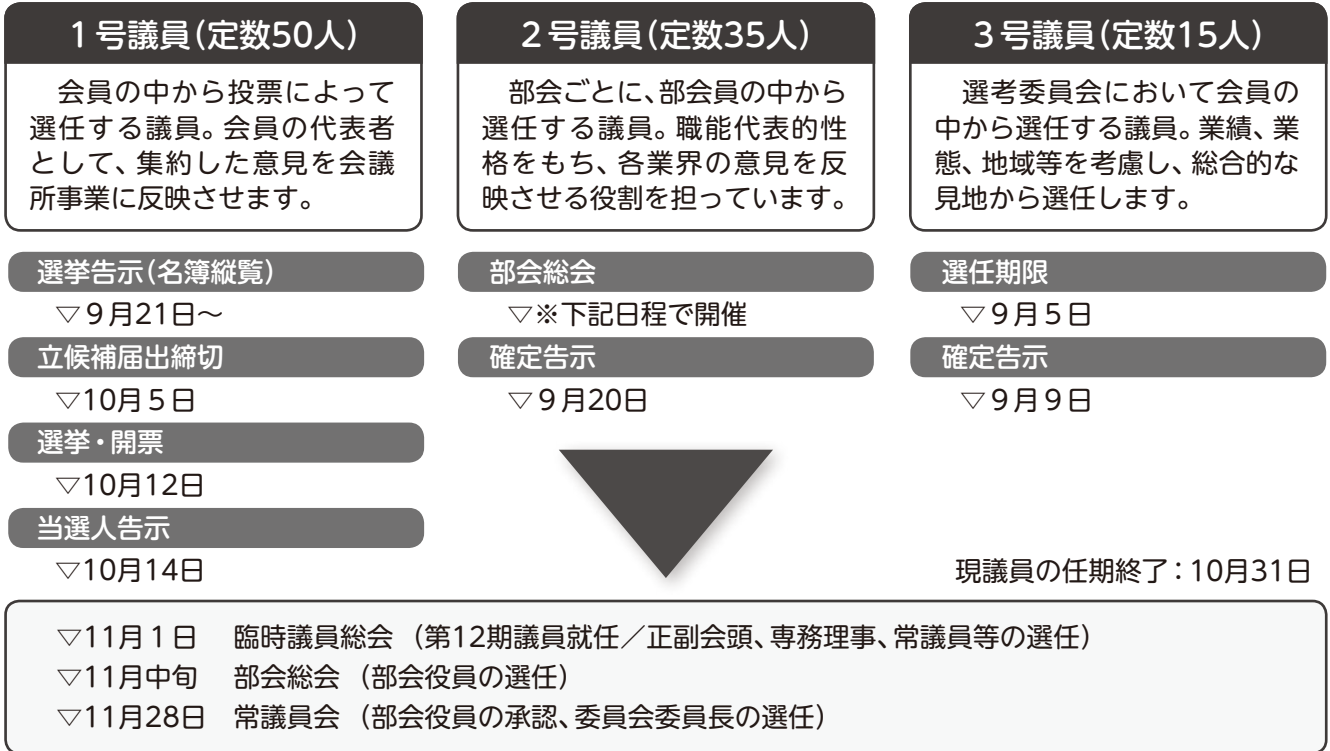 １号議員（定数50人）
会員の中から投票によって
選任する議員。会員の代表者
として、集約した意見を会議
所事業に反映させます。
選挙告示（名簿縦覧）
▽９月21日～
立候補届出締切
▽10月５日
選挙・開票
▽10月12日
当選人告示
▽10月14日
２号議員（定数35人）
部会ごとに、部会員の中から
選任する議員。職能代表的性
格をもち、各業界の意見を反
映させる役割を担っています。
部会総会
▽※下記日程で開催
確定告示
▽９月20日
３号議員（定数15人）
選考委員会において会員の
中から選任する議員。業績、業
態、地域等を考慮し、総合的な
見地から選任します。
選任期限
▽９月５日
確定告示
▽９月９日
現議員の任期終了：10月31日
▽11月１日　臨時議員総会（第12期議員就任／正副会頭、専務理事、常議員等の選任）
▽11月中旬　部会総会（部会役員の選任）
▽11月28日　常議員会（部会役員の承認、委員会委員長の選任）